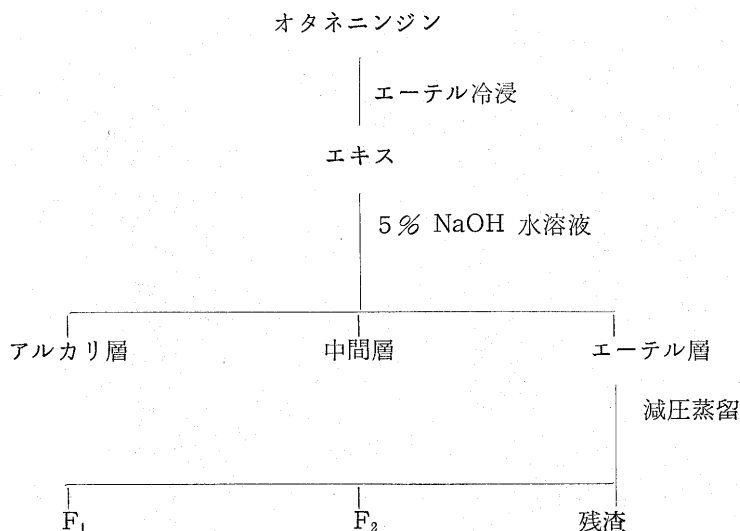 オタネニンジン
エーテル冷浸
エキス
5% NaOH 水溶液
アルカリ層 中間層 エーテル層
減圧蒸留
F₁ F₂ 残渣